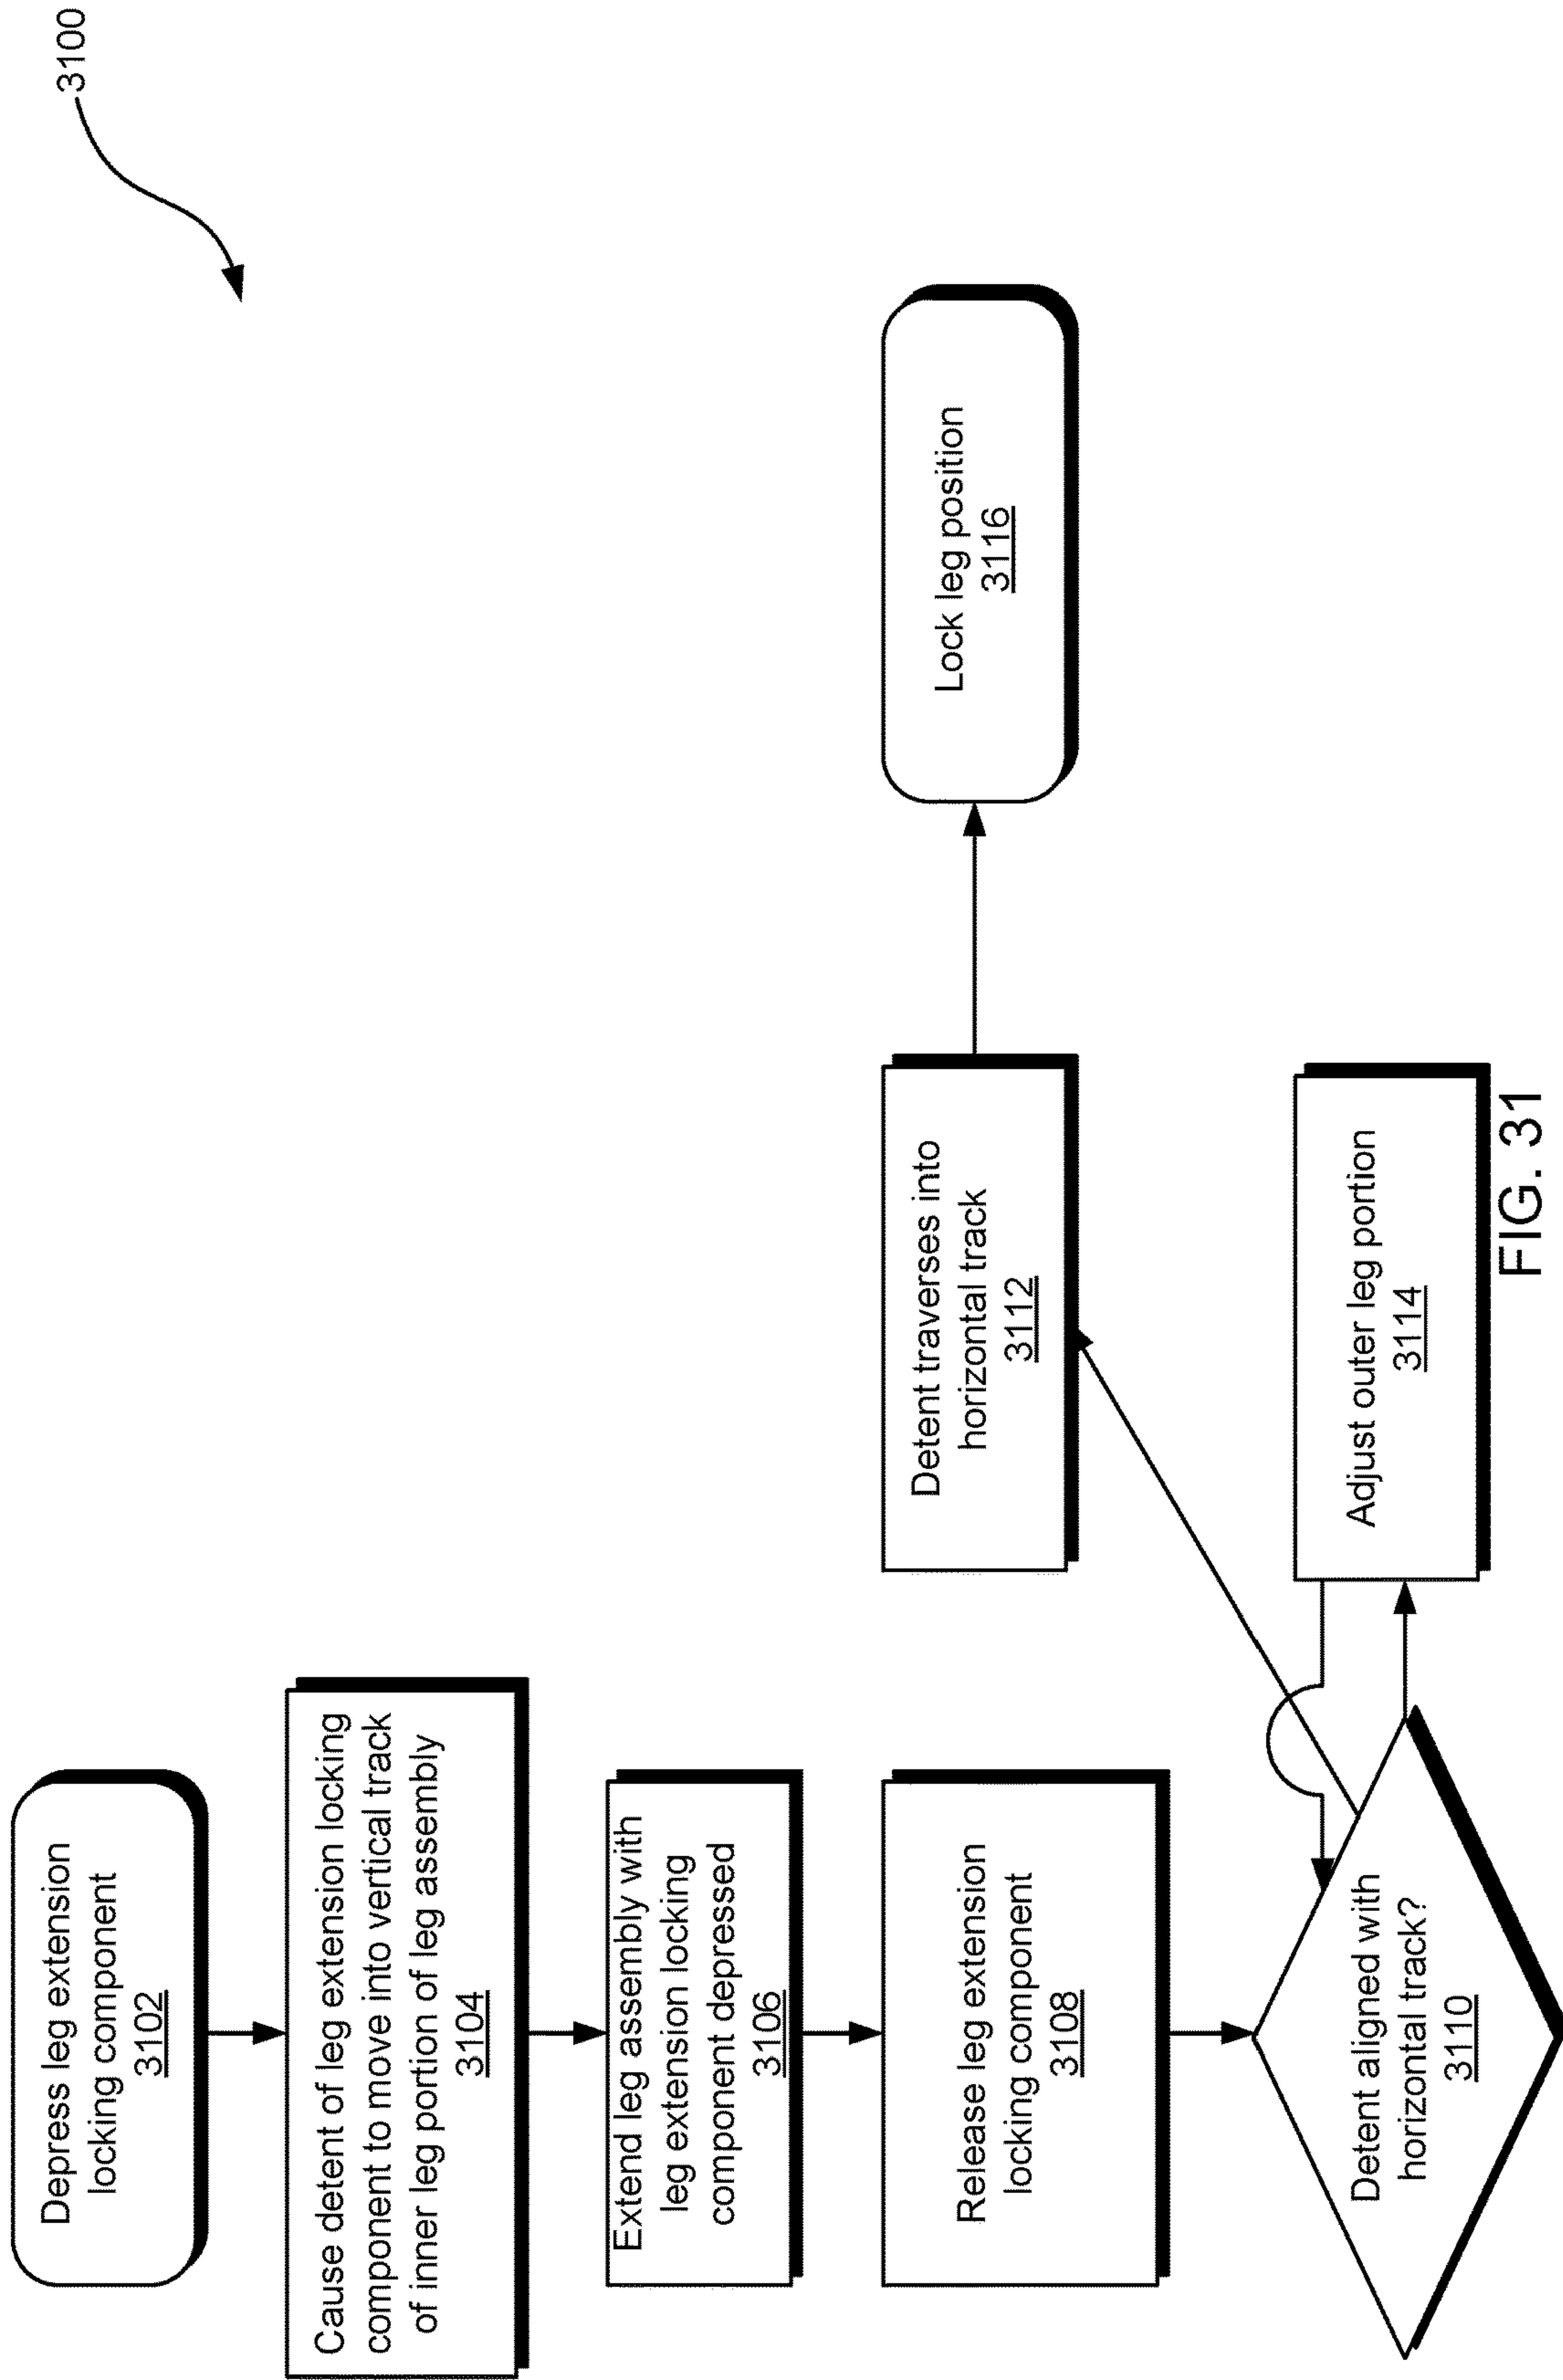 3100
Depress leg extension
locking component
3102
Cause detent of leg extension locking
component to move into vertical track
of inner leg portion of leg assembly
3104
Extend leg assembly with
leg extension locking
component depressed
3106
Release leg extension
locking component
3108
Detent aligned with
horizontal track?
3110
Detent traverses into
horizontal track
3112
Adjust outer leg portion
3114
Lock leg position
3116
FIG. 31